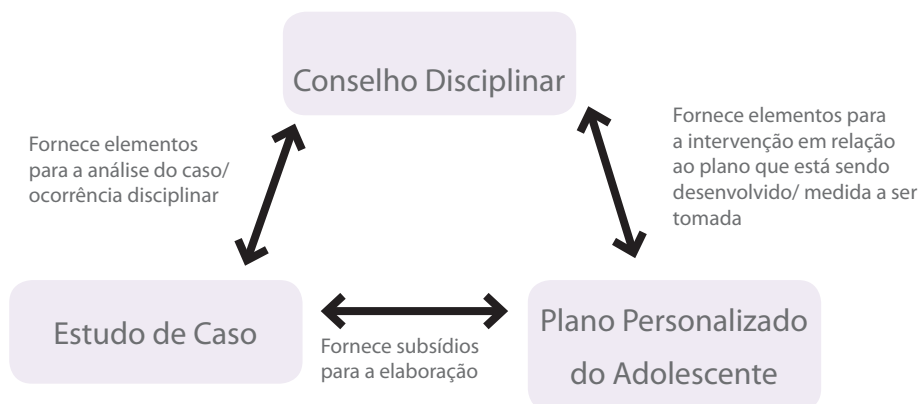 Conselho Disciplinar
Fornece elementos
para a análise do caso/
ocorrência disciplinar
Fornece elementos para
a intervenção em relação
ao plano que está sendo
desenvolvido/ medida a ser
tomada
Estudo de Caso
Fornece subsídios
para a elaboração
Plano Personalizado
do Adolescente